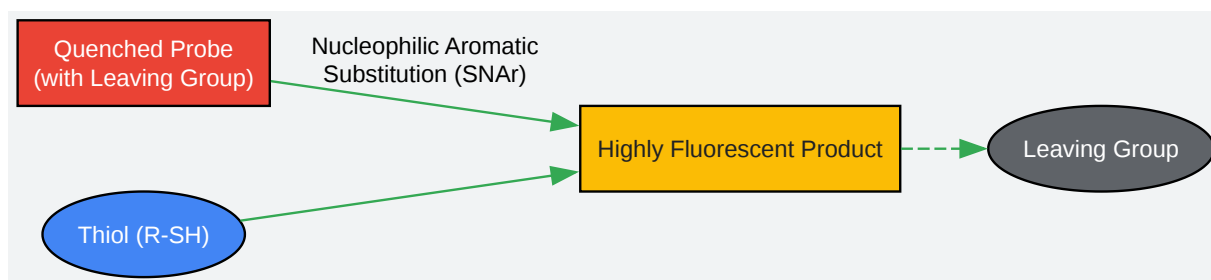 Quenched Probe
(with Leaving Group)
Nucleophilic Aromatic
Substitution (SNAr)
Highly Fluorescent Product
Leaving Group
Thiol (R-SH)